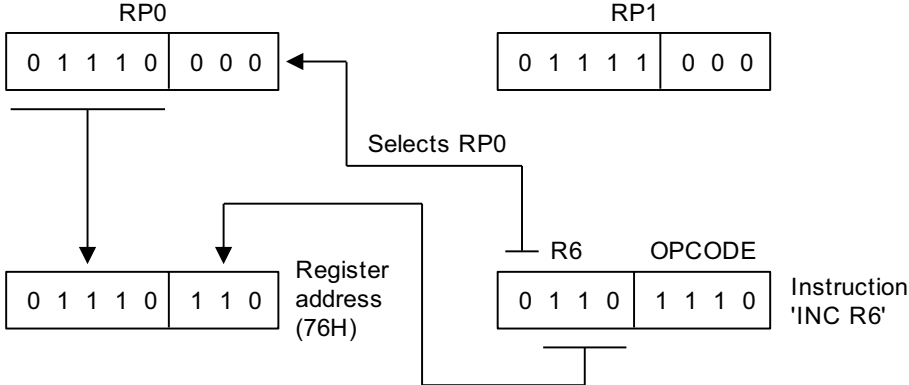 RP0
RP1
0 1 1 1 0 0 0 0
0 1 1 1 1 0 0 0
Selects RP0
R6 OPCODE
0 1 1 1 0 1 1 0
Register
address
(76H)
0 1 1 0 1 1 1 0
Instruction
'INC R6'